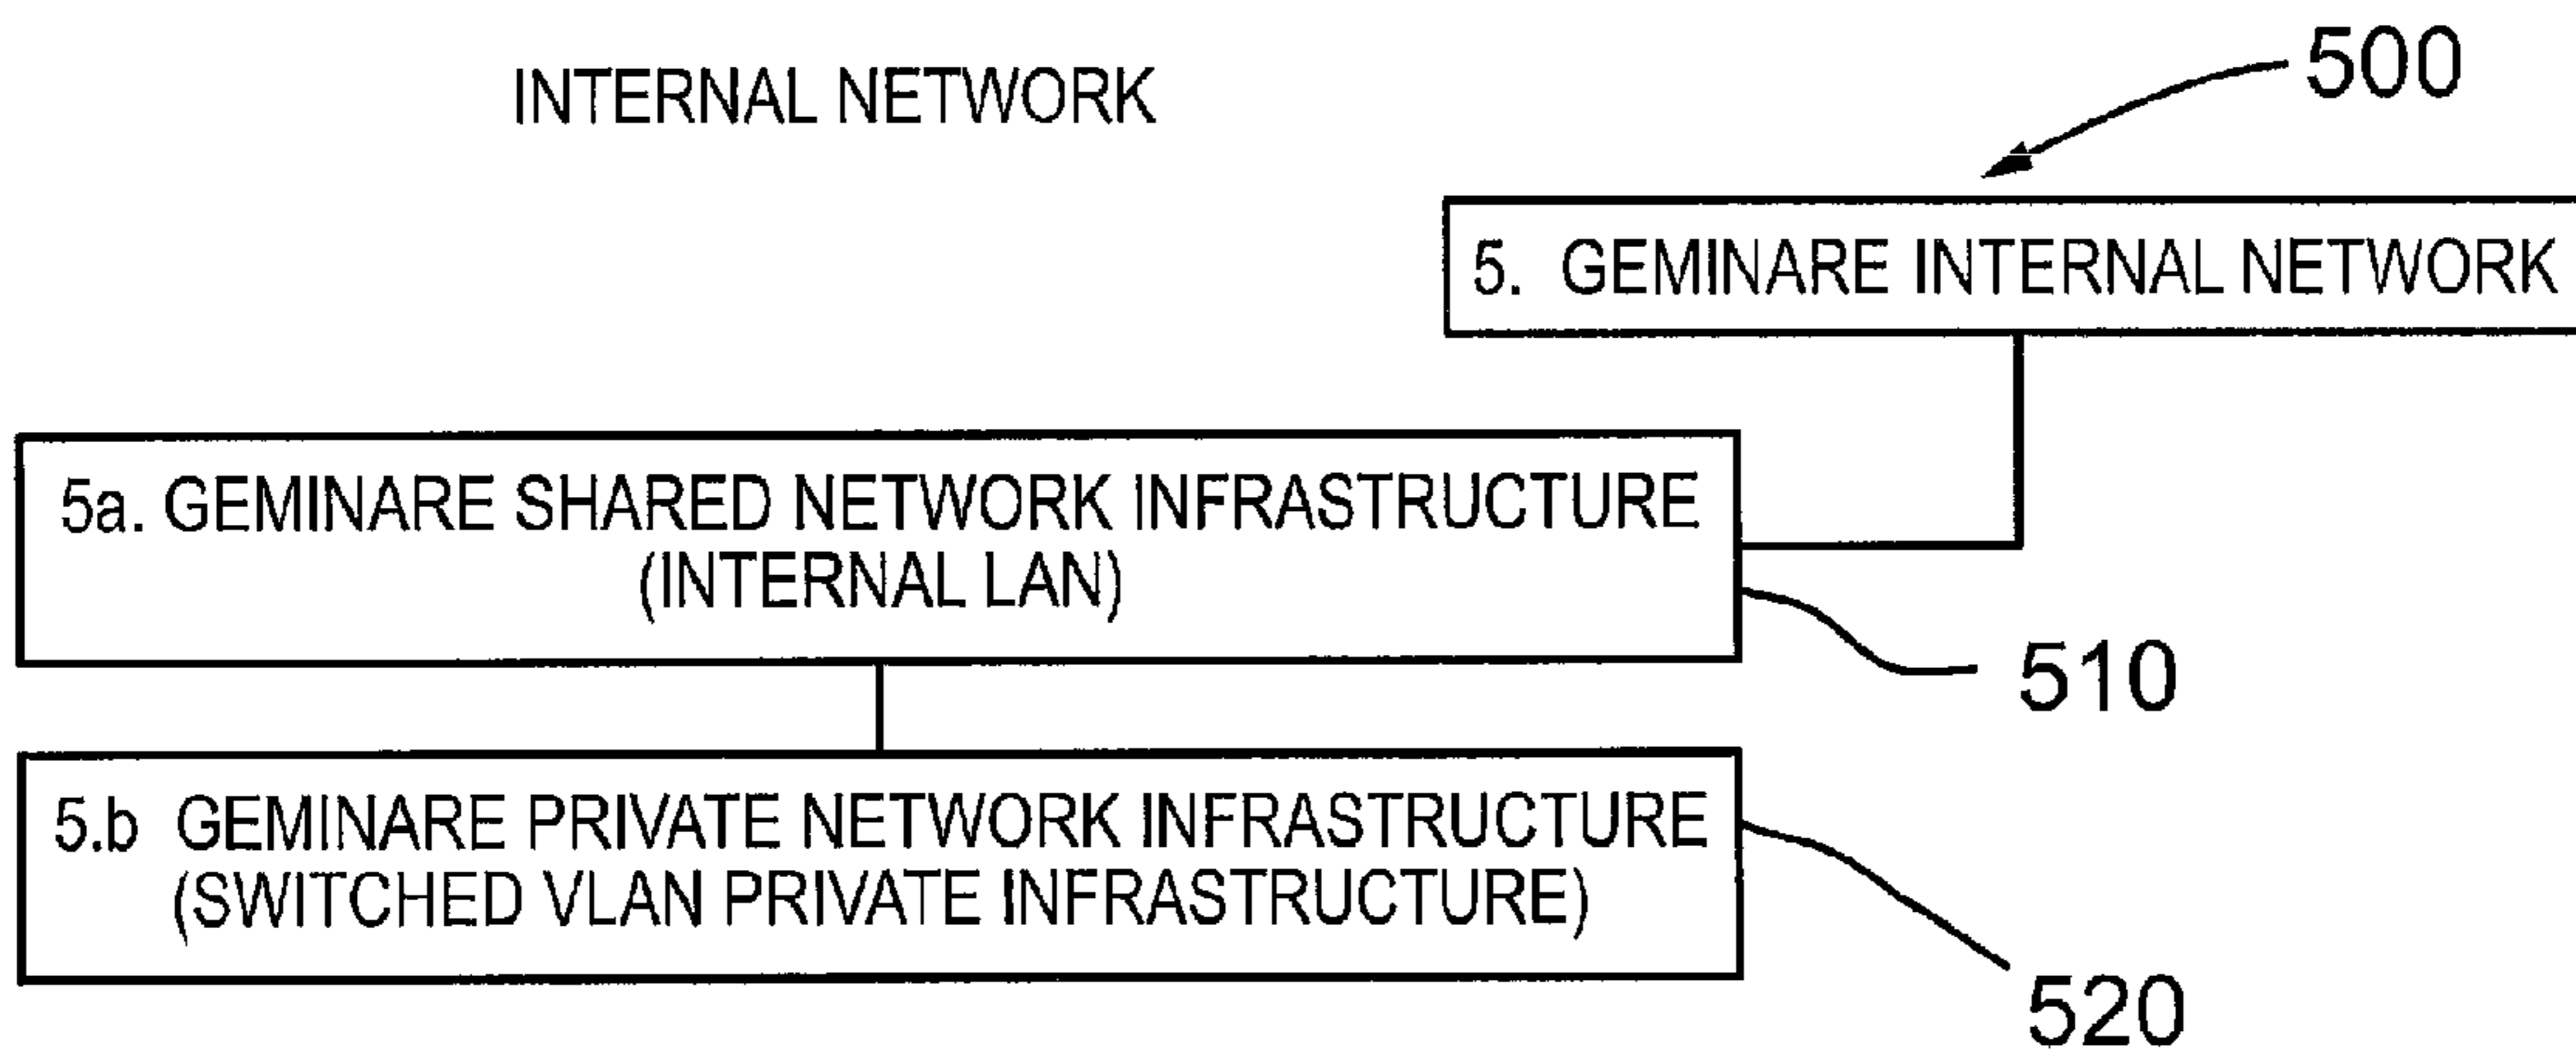 INTERNAL NETWORK
500
5. GEMINARE INTERNAL NETWORK
5a. GEMINARE SHARED NETWORK INFRASTRUCTURE
(INTERNAL LAN)
510
5.b GEMINARE PRIVATE NETWORK INFRASTRUCTURE
(SWITCHED VLAN PRIVATE INFRASTRUCTURE)
520